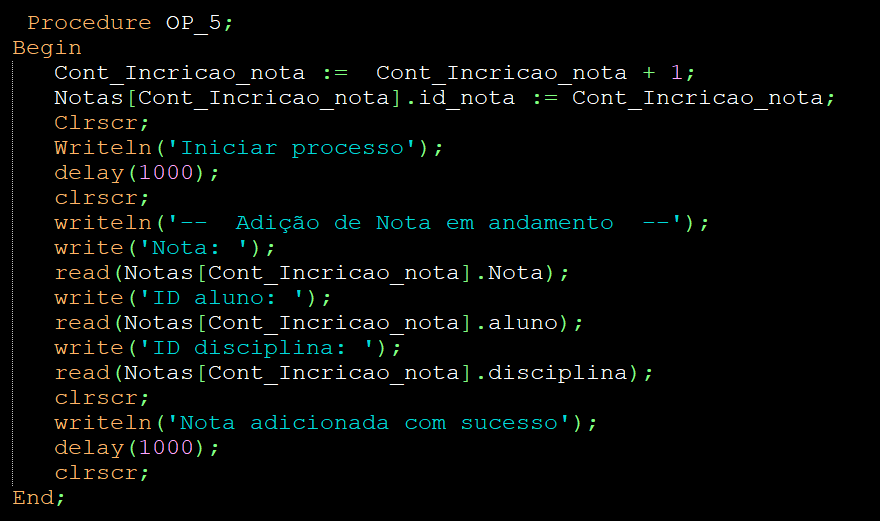 Procedure OP_5;
Begin
Cont_Incricao_nota :=  Cont_Incricao_nota + 1;
Notas[Cont_Incricao_nota].id_nota := Cont_Incricao_nota;
Clrscr;
Writeln('Iniciar processo');
delay(1000);
clrscr;
writeln('--  Adição de Nota em andamento  --');
write('Nota: ');
read(Notas[Cont_Incricao_nota].Nota);
write('ID aluno: ');
read(Notas[Cont_Incricao_nota].aluno);
write('ID disciplina: ');
read(Notas[Cont_Incricao_nota].disciplina);
clrscr;
writeln('Nota adicionada com sucesso');
delay(1000);
clrscr;
End;